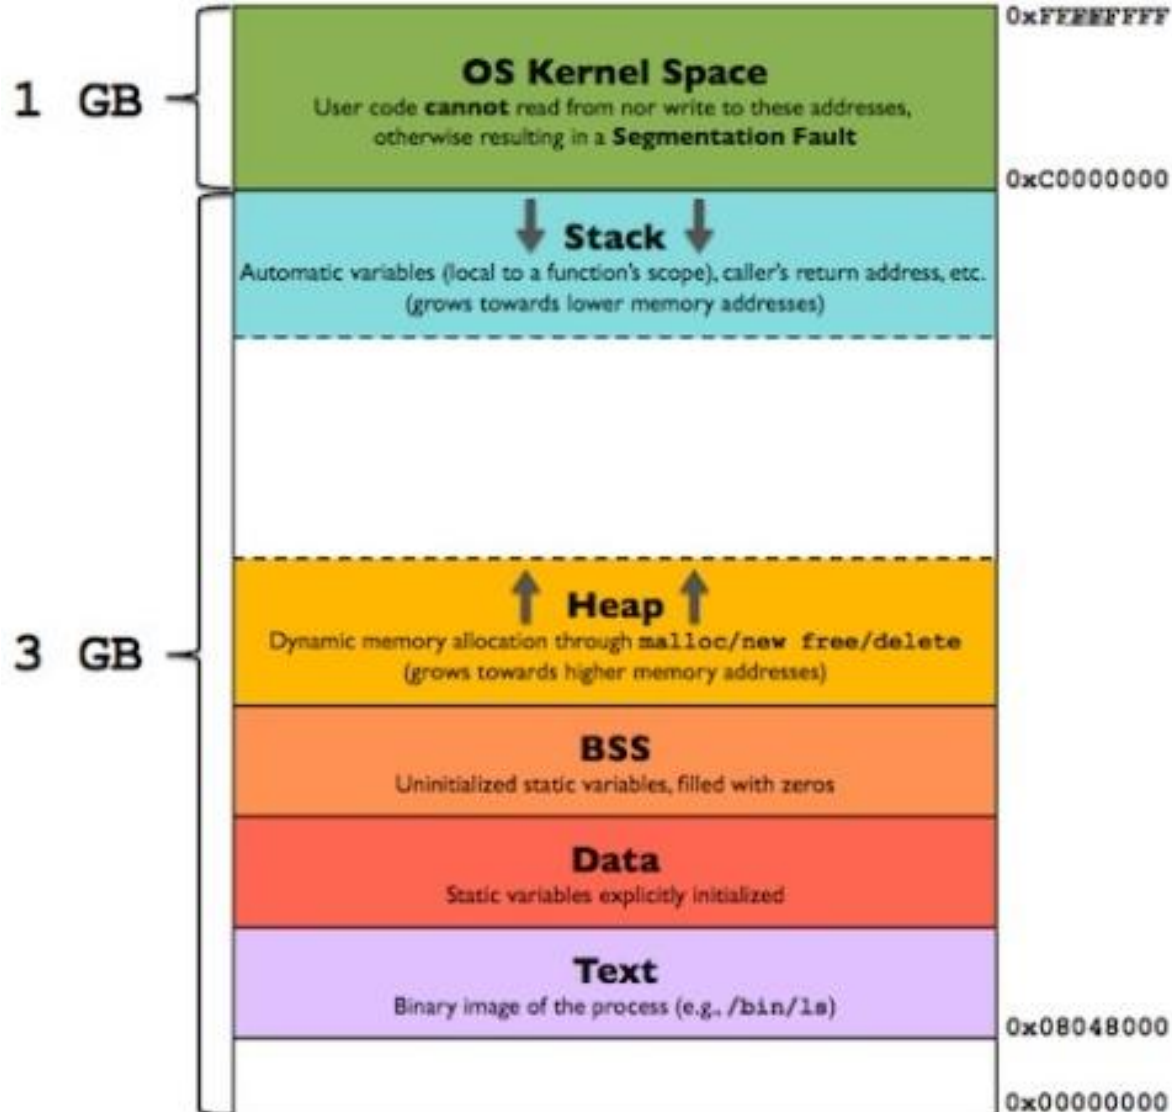 0xFFFFFFFF
1 GB
OS Kernel Space
User code cannot read from nor write to these addresses,
otherwise resulting in a Segmentation Fault
0xC0000000
Stack
Automatic variables (local to a function's scope), caller's return address, etc.
(grows towards lower memory addresses)
3 GB
Heap
Dynamic memory allocation through malloc/new free/delete
(grows towards higher memory addresses)
BSS
Uninitialized static variables, filled with zeros
Data
Static variables explicitly initialized
Text
Binary image of the process (e.g., /bin/ls)
0x08048000
0x00000000